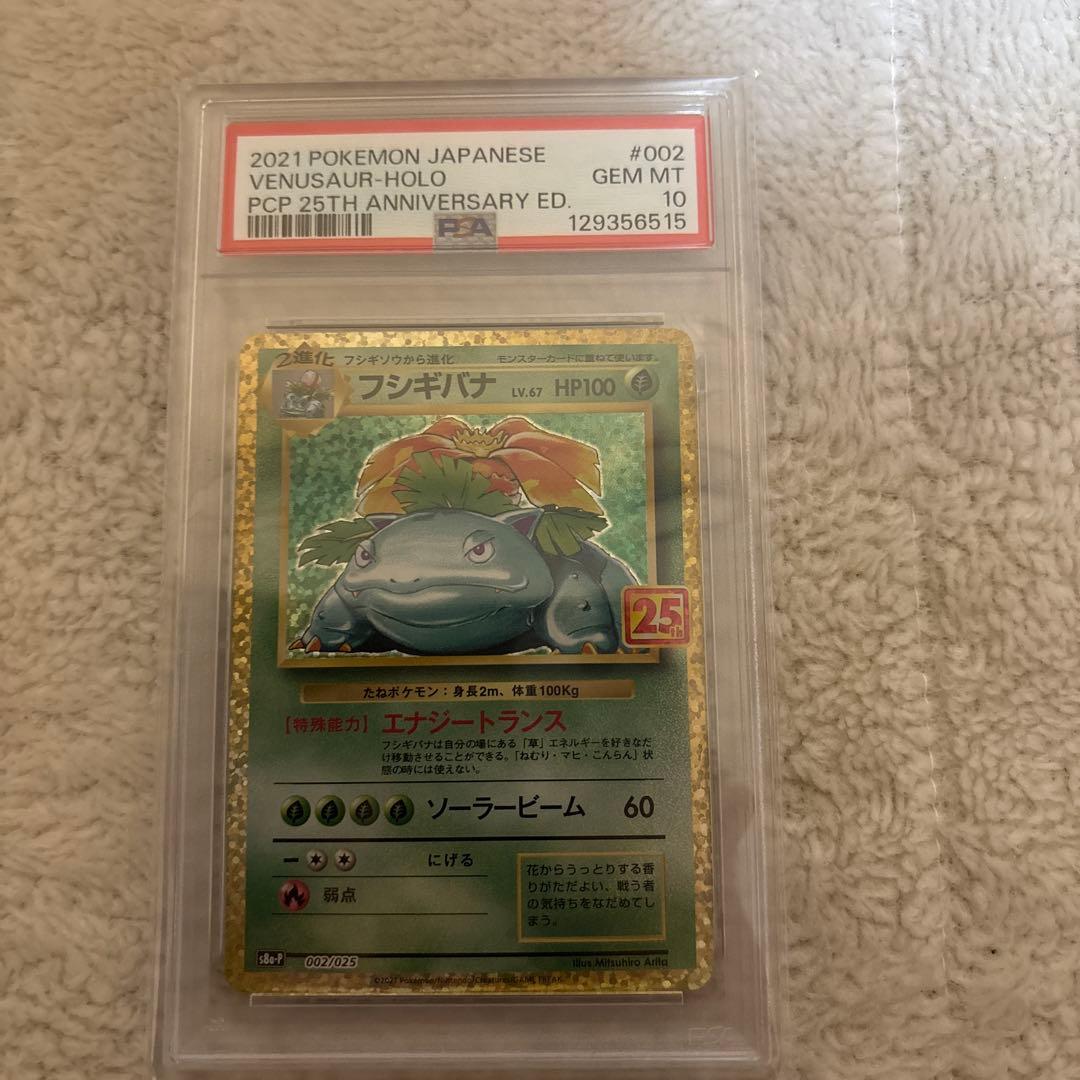 2021 POKEMON JAPANESE #002
VENUSAUR-HOLO GEM MT
PCP 25TH ANNIVERSARY ED. 10
PSA 129356515
2進化 フシギソウから進化 モンスターカードに重ねて使います。
フシギバナ LV.67 HP100
25th
たねポケモン：身長2m、体重100Kg
【特殊能力】エナジートランス
フシギバナは自分の場にある「草」エネルギーを好きなだ
け移動させることができる。「ねむり・マヒ・こんらん」状
態の時には使えない。
ソーラービーム 60
にげる
弱点
花からうっとりする香
りがただよい、戦う者
の気持ちをなだめてし
まう。
s8a-P 002/025 Illus.Mitsuhiro Arita
©2021 Pokémon/Nintendo/Creatures/GAME FREAK